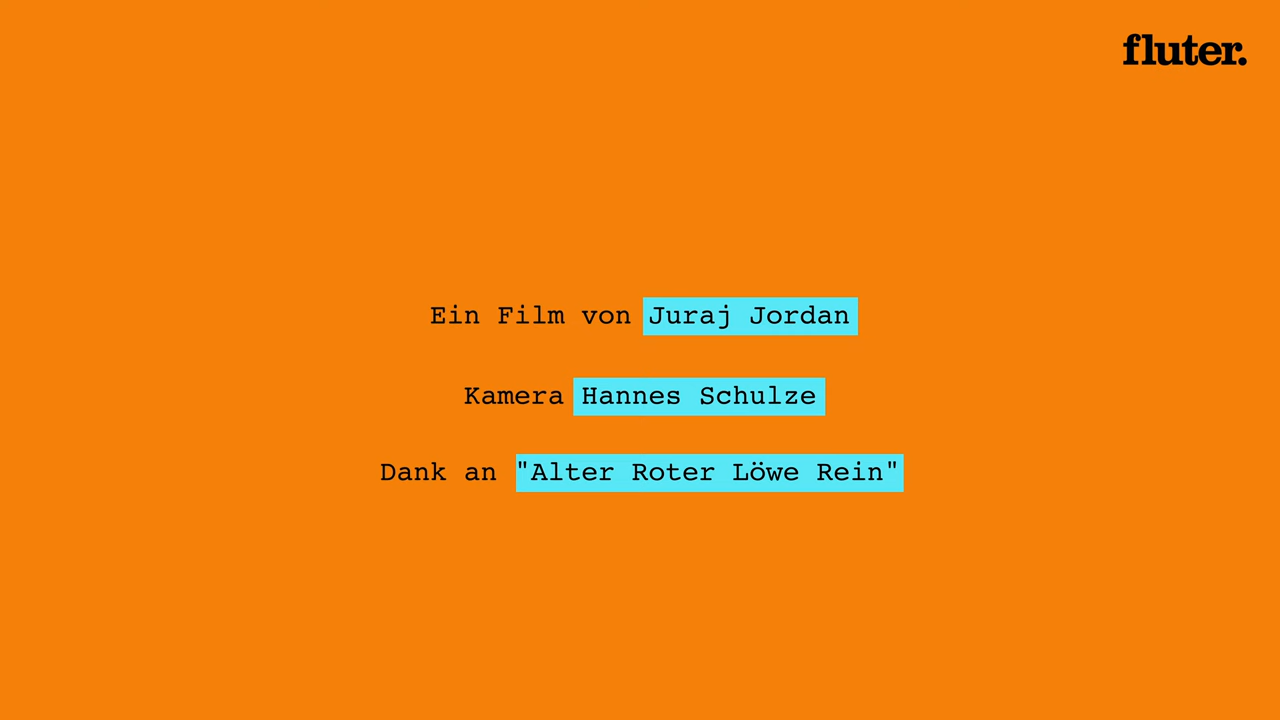 fluter.
Ein Film von Juraj Jordan
Kamera Hannes Schulze
Dank an "Alter Roter Löwe Rein"